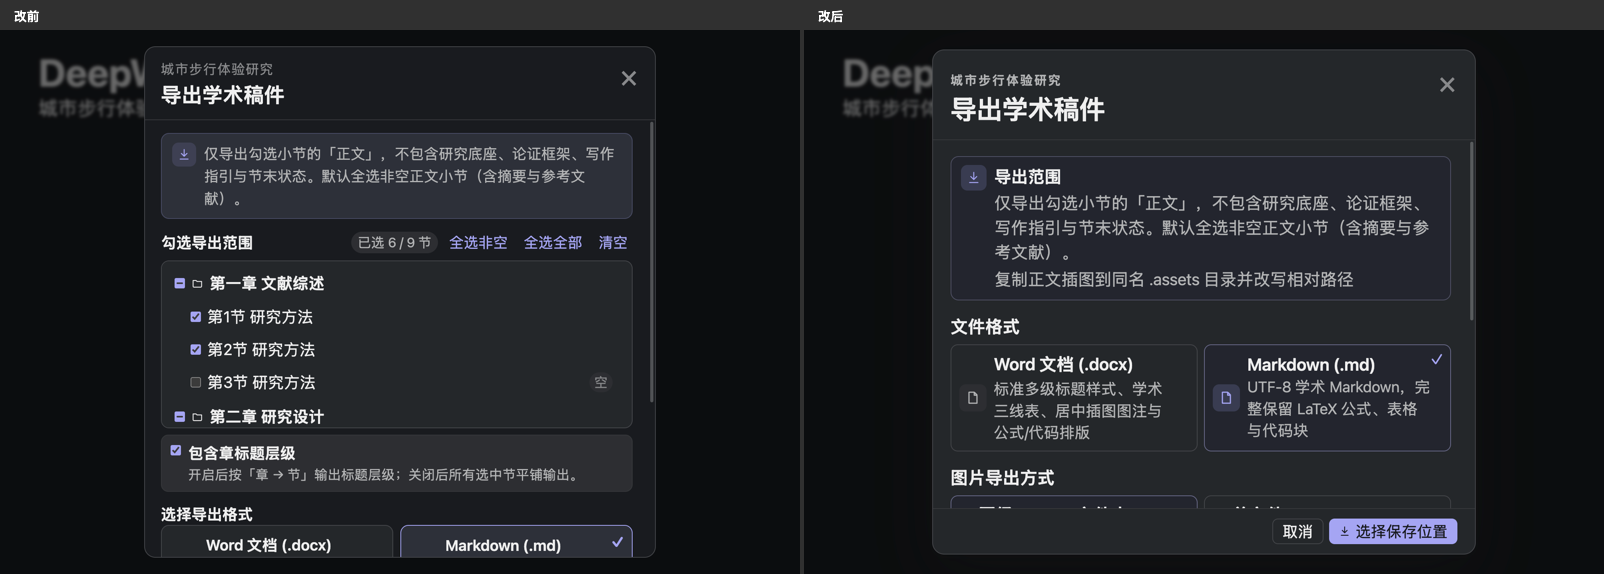 改前
DeepW
城市步行体验
城市步行体验研究
导出学术稿件
仅导出勾选小节的「正文」，不包含研究底座、论证框架、写作
指引与节末状态。默认全选非空正文小节（含摘要与参考文
献）。
勾选导出范围 已选 6 / 9 节 全选非空 全选全部 清空
第一章 文献综述
第1节 研究方法
第2节 研究方法
第3节 研究方法 空
第二章 研究设计
包含章标题层级
开启后按「章 → 节」输出标题层级；关闭后所有选中节平铺输出。
选择导出格式
Word 文档 (.docx) Markdown (.md)
改后
Deep
城市步行
城市步行体验研究
导出学术稿件
导出范围
仅导出勾选小节的「正文」，不包含研究底座、论证框架、
写作指引与节末状态。默认全选非空正文小节（含摘要与参
考文献）。
复制正文插图到同名 .assets 目录并改写相对路径
文件格式
Word 文档 (.docx)
标准多级标题样式、学术
三线表、居中插图图注与
公式/代码排版
Markdown (.md)
UTF-8 学术 Markdown，完
整保留 LaTeX 公式、表格
与代码块
图片导出方式
取消 选择保存位置